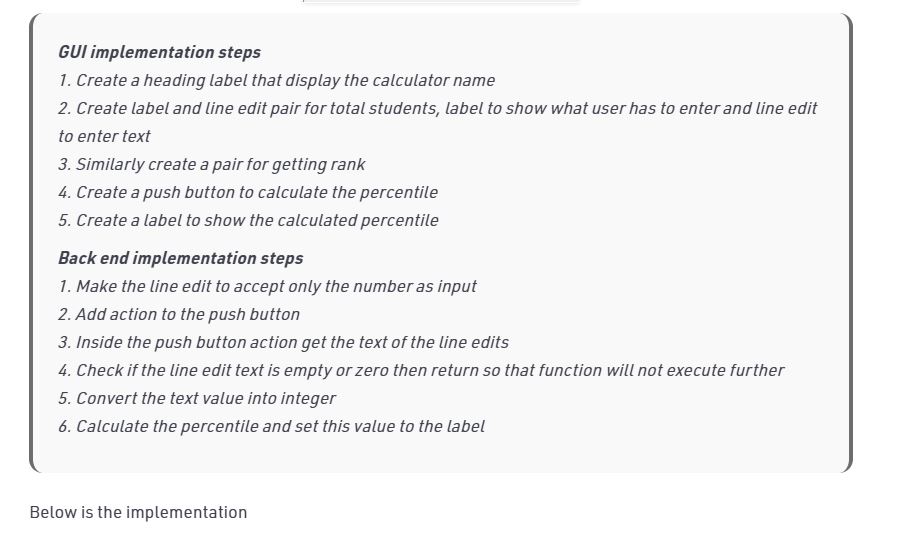 GUI implementation steps
1. Create a heading label that display the calculator name
2. Create label and line edit pair for total students, label to show what user has to enter and line edit
to enter text
3. Similarly create a pair for getting rank
4. Create a push button to calculate the percentile
5. Create a label to show the calculated percentile
Back end implementation steps
1. Make the line edit to accept only the number as input
2. Add action to the push button
3. Inside the push button action get the text of the line edits
4. Check if the line edit text is empty or zero then return so that function will not execute further
5. Convert the text value into integer
6. Calculate the percentile and set this value to the label
Below is the implementation